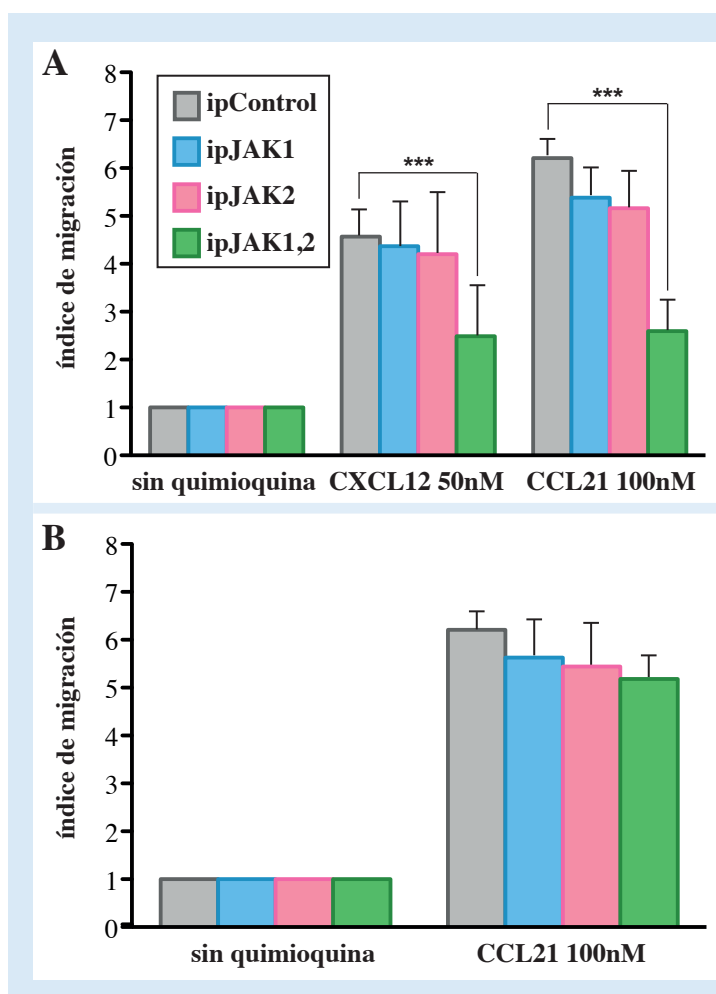 A
8
7
6
5
4
3
2
1
0
índice de migración
ipControl
ipJAK1
ipJAK2
ipJAK1,2
***
***
sin quimioquina CXCL12 50nM CCL21 100nM
B
8
7
6
5
4
3
2
1
0
índice de migración
sin quimioquina CCL21 100nM